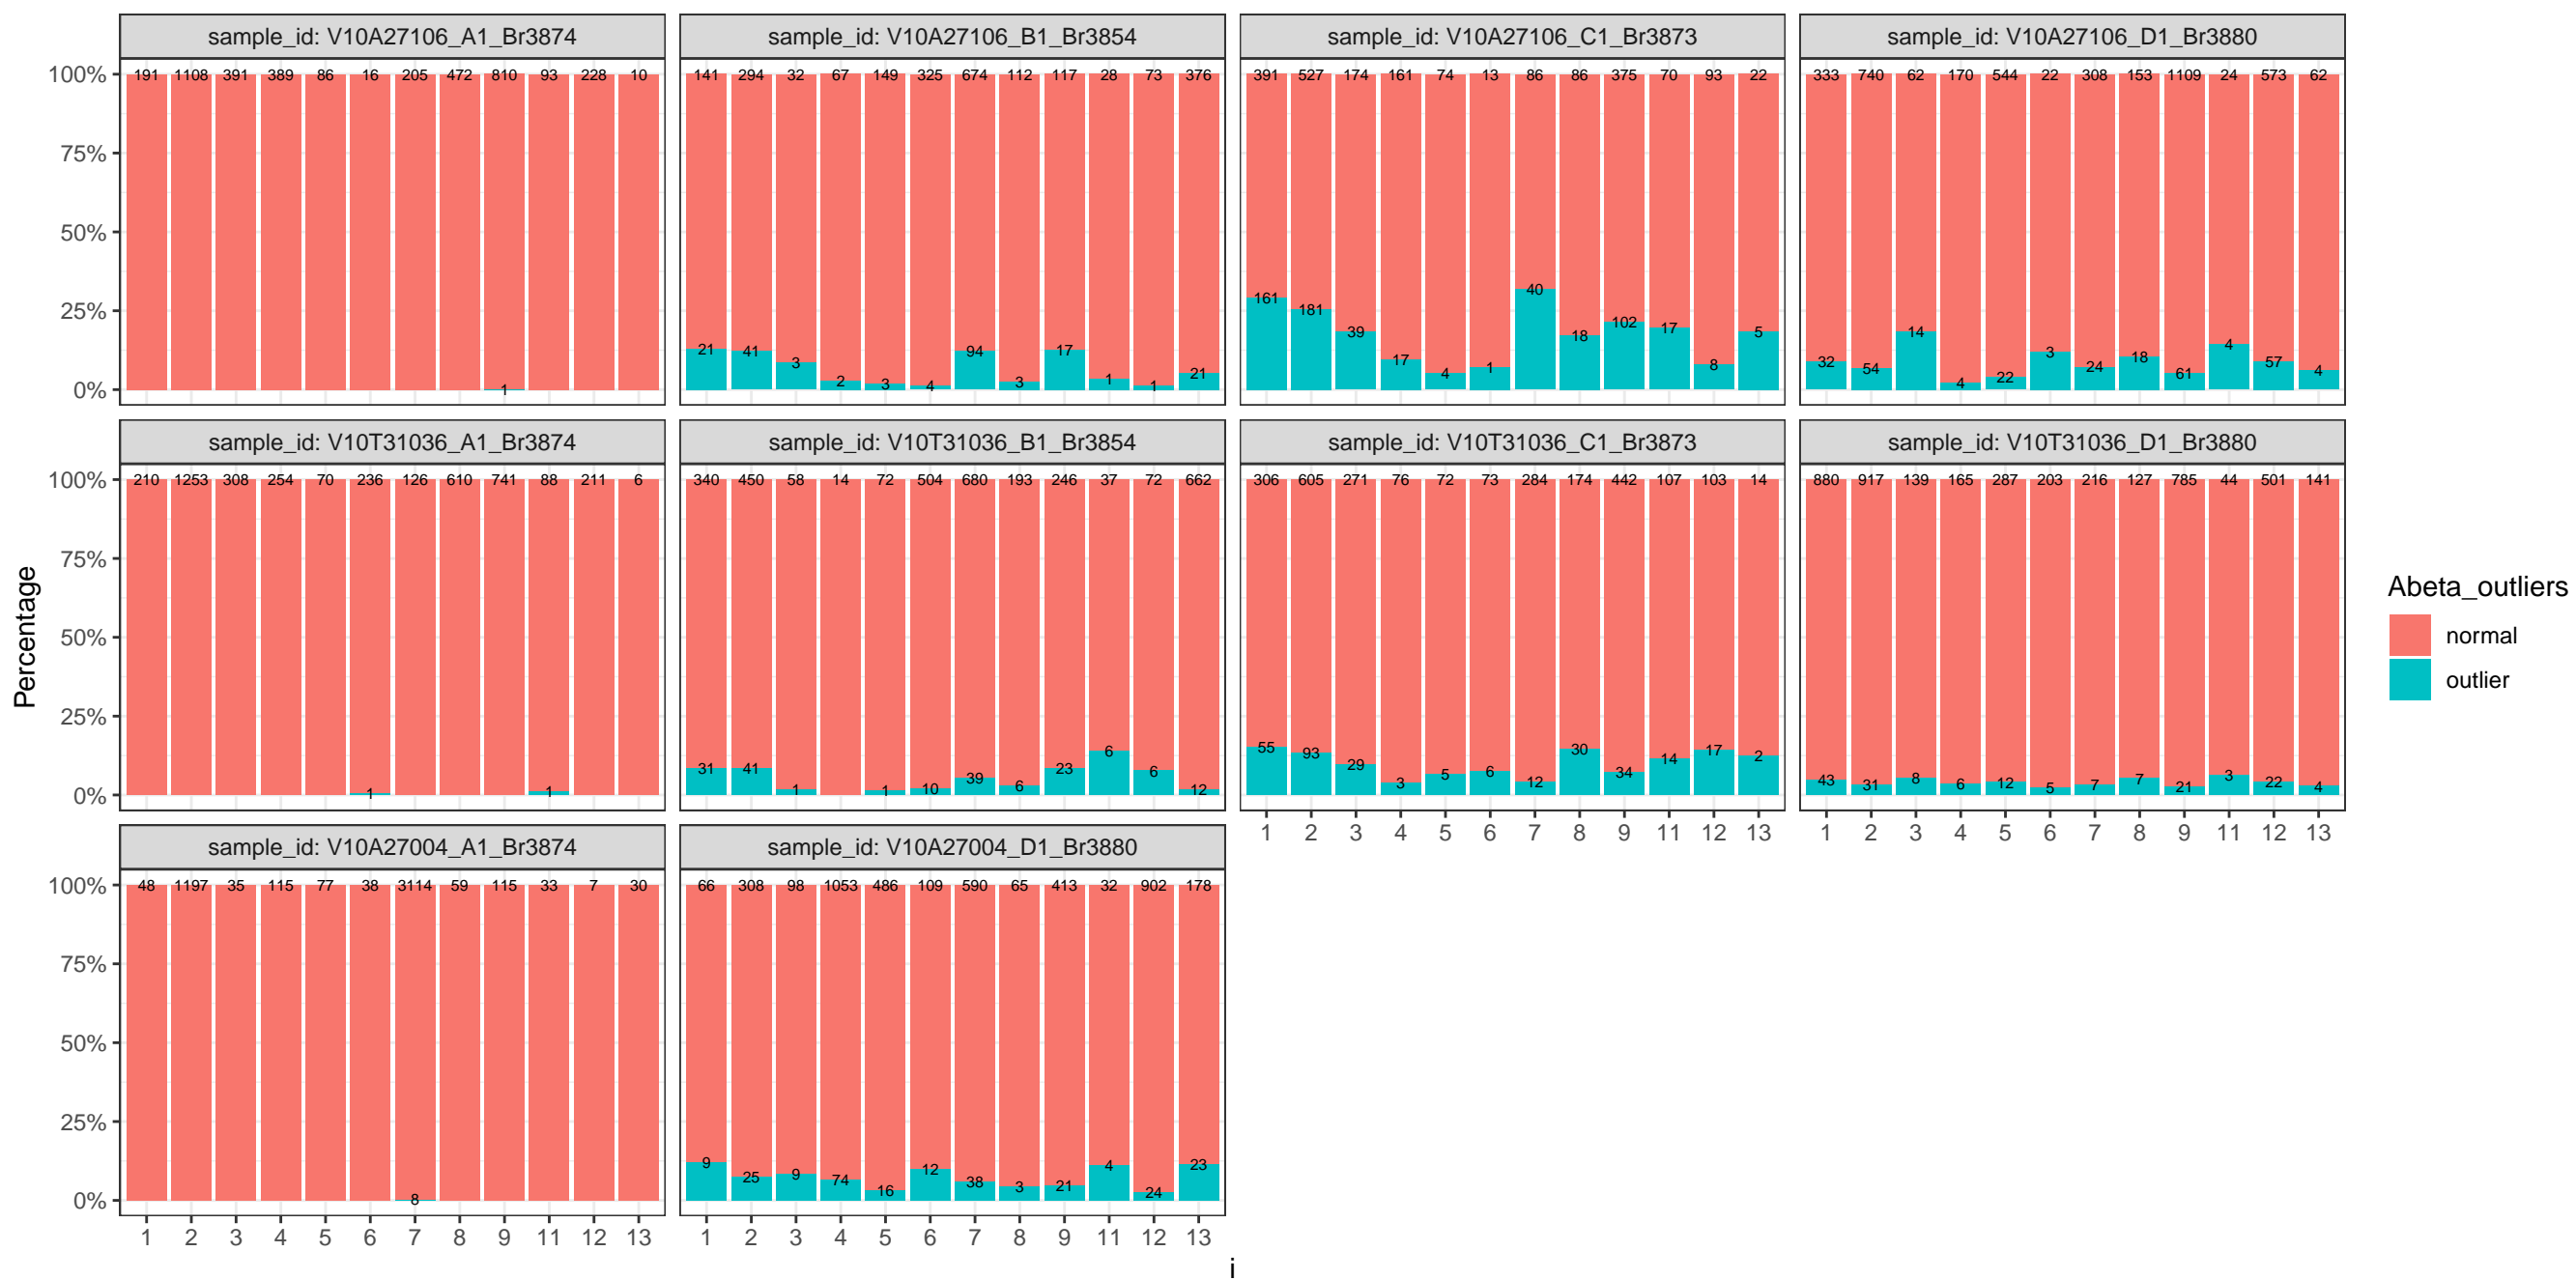 sample_id: V10A27106_A1_Br3874 sample_id: V10A27106_B1_Br3854 sample_id: V10A27106_C1_Br3873 sample_id: V10A27106_D1_Br3880
100% 191 1108 391 389 86 16 205 472 810 93 228 10 141 294 32 67 149 325 674 112 117 28 73 376 391 527 174 161 74 13 86 86 375 70 93 22 333 740 62 170 544 22 308 153 1109 24 573 62
75%
50%
25% 161 181 39 17 4 1 40 18 102 17 8 5
21 41 3 2 3 4 94 3 17 1 1 21
32 54 14 4 22 3 24 18 61 4 57 4
0% 1
sample_id: V10T31036_A1_Br3874 sample_id: V10T31036_B1_Br3854 sample_id: V10T31036_C1_Br3873 sample_id: V10T31036_D1_Br3880
100% 210 1253 308 254 70 236 126 610 741 88 211 6 340 450 58 14 72 504 680 193 246 37 72 662 306 605 271 76 72 73 284 174 442 107 103 14 880 917 139 165 287 203 216 127 785 44 501 141
75%
50%
25%
0% 1 1 31 41 1 1 10 39 6 23 6 6 12 55 93 29 3 5 6 12 30 34 14 17 2 43 31 8 6 12 5 7 7 21 3 22 4
1 2 3 4 5 6 7 8 9 11 12 13 1 2 3 4 5 6 7 8 9 11 12 13
sample_id: V10A27004_A1_Br3874 sample_id: V10A27004_D1_Br3880
100% 48 1197 35 115 77 38 3114 59 115 33 7 30 66 308 98 1053 486 109 590 65 413 32 902 178
75%
50%
25%
0% 8 9 25 9 74 16 12 38 3 21 4 24 23
1 2 3 4 5 6 7 8 9 11 12 13 1 2 3 4 5 6 7 8 9 11 12 13
i
Percentage
Abeta_outliers
normal
outlier